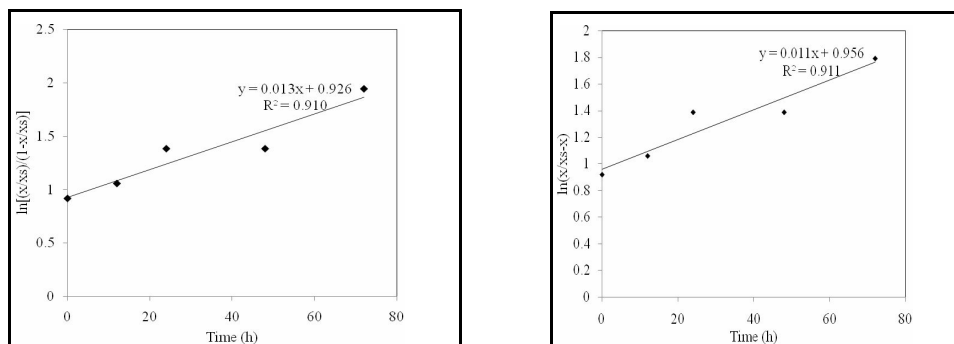 2.5
2
1.5
1
0.5
0
y = 0.013x + 0.926
R² = 0.910
ln[(x/xs)/(1-x/xs)]
0 20 40 60 80
Time (h)
2
1.8
1.6
1.4
1.2
1
0.8
0.6
0.4
0.2
0
y = 0.011x + 0.956
R² = 0.911
ln(x/xs-x)
0 20 40 60 80
Time (h)